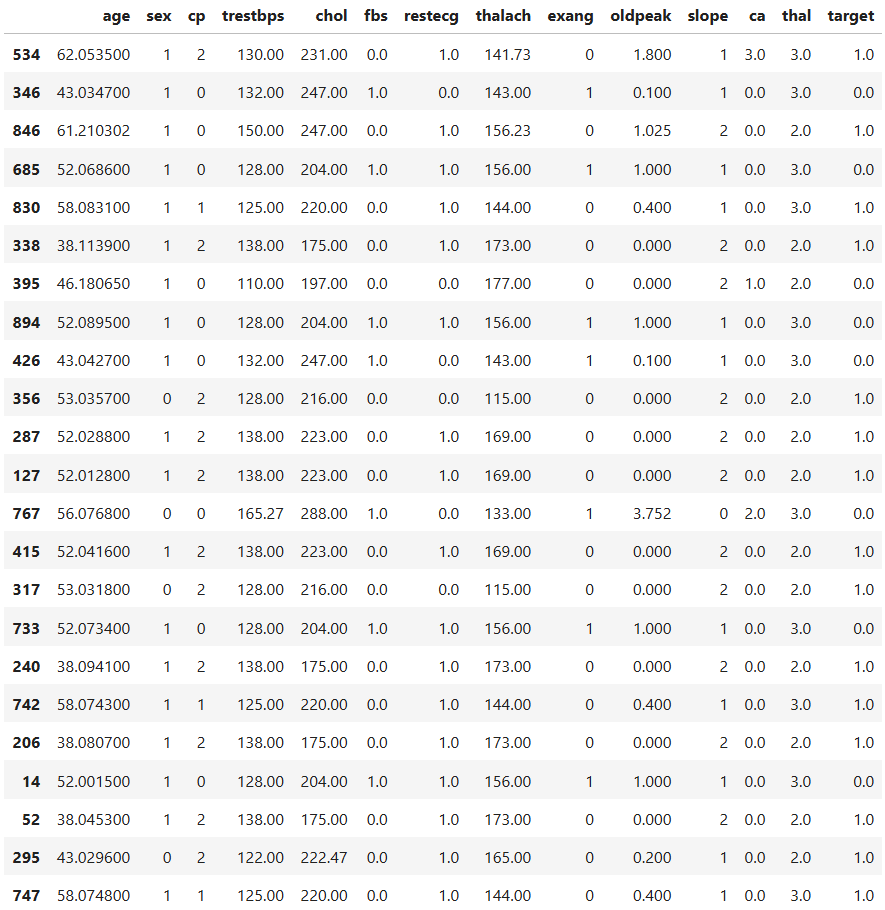 age sex cp trestbps chol fbs restecg thalach exang oldpeak slope ca thal target
534 62.053500 1 2 130.00 231.00 0.0 1.0 141.73 0 1.800 1 3.0 3.0 1.0
346 43.034700 1 0 132.00 247.00 1.0 0.0 143.00 1 0.100 1 0.0 3.0 0.0
846 61.210302 1 0 150.00 247.00 0.0 1.0 156.23 0 1.025 2 0.0 2.0 1.0
685 52.068600 1 0 128.00 204.00 1.0 1.0 156.00 1 1.000 1 0.0 3.0 0.0
830 58.083100 1 1 125.00 220.00 0.0 1.0 144.00 0 0.400 1 0.0 3.0 1.0
338 38.113900 1 2 138.00 175.00 0.0 1.0 173.00 0 0.000 2 0.0 2.0 1.0
395 46.180650 1 0 110.00 197.00 0.0 0.0 177.00 0 0.000 2 1.0 2.0 0.0
894 52.089500 1 0 128.00 204.00 1.0 1.0 156.00 1 1.000 1 0.0 3.0 0.0
426 43.042700 1 0 132.00 247.00 1.0 0.0 143.00 1 0.100 1 0.0 3.0 0.0
356 53.035700 0 2 128.00 216.00 0.0 0.0 115.00 0 0.000 2 0.0 2.0 1.0
287 52.028800 1 2 138.00 223.00 0.0 1.0 169.00 0 0.000 2 0.0 2.0 1.0
127 52.012800 1 2 138.00 223.00 0.0 1.0 169.00 0 0.000 2 0.0 2.0 1.0
767 56.076800 0 0 165.27 288.00 1.0 0.0 133.00 1 3.752 0 2.0 3.0 0.0
415 52.041600 1 2 138.00 223.00 0.0 1.0 169.00 0 0.000 2 0.0 2.0 1.0
317 53.031800 0 2 128.00 216.00 0.0 0.0 115.00 0 0.000 2 0.0 2.0 1.0
733 52.073400 1 0 128.00 204.00 1.0 1.0 156.00 1 1.000 1 0.0 3.0 0.0
240 38.094100 1 2 138.00 175.00 0.0 1.0 173.00 0 0.000 2 0.0 2.0 1.0
742 58.074300 1 1 125.00 220.00 0.0 1.0 144.00 0 0.400 1 0.0 3.0 1.0
206 38.080700 1 2 138.00 175.00 0.0 1.0 173.00 0 0.000 2 0.0 2.0 1.0
14 52.001500 1 0 128.00 204.00 1.0 1.0 156.00 1 1.000 1 0.0 3.0 0.0
52 38.045300 1 2 138.00 175.00 0.0 1.0 173.00 0 0.000 2 0.0 2.0 1.0
295 43.029600 0 2 122.00 222.47 0.0 1.0 165.00 0 0.200 1 0.0 2.0 1.0
747 58.074800 1 1 125.00 220.00 0.0 1.0 144.00 0 0.400 1 0.0 3.0 1.0